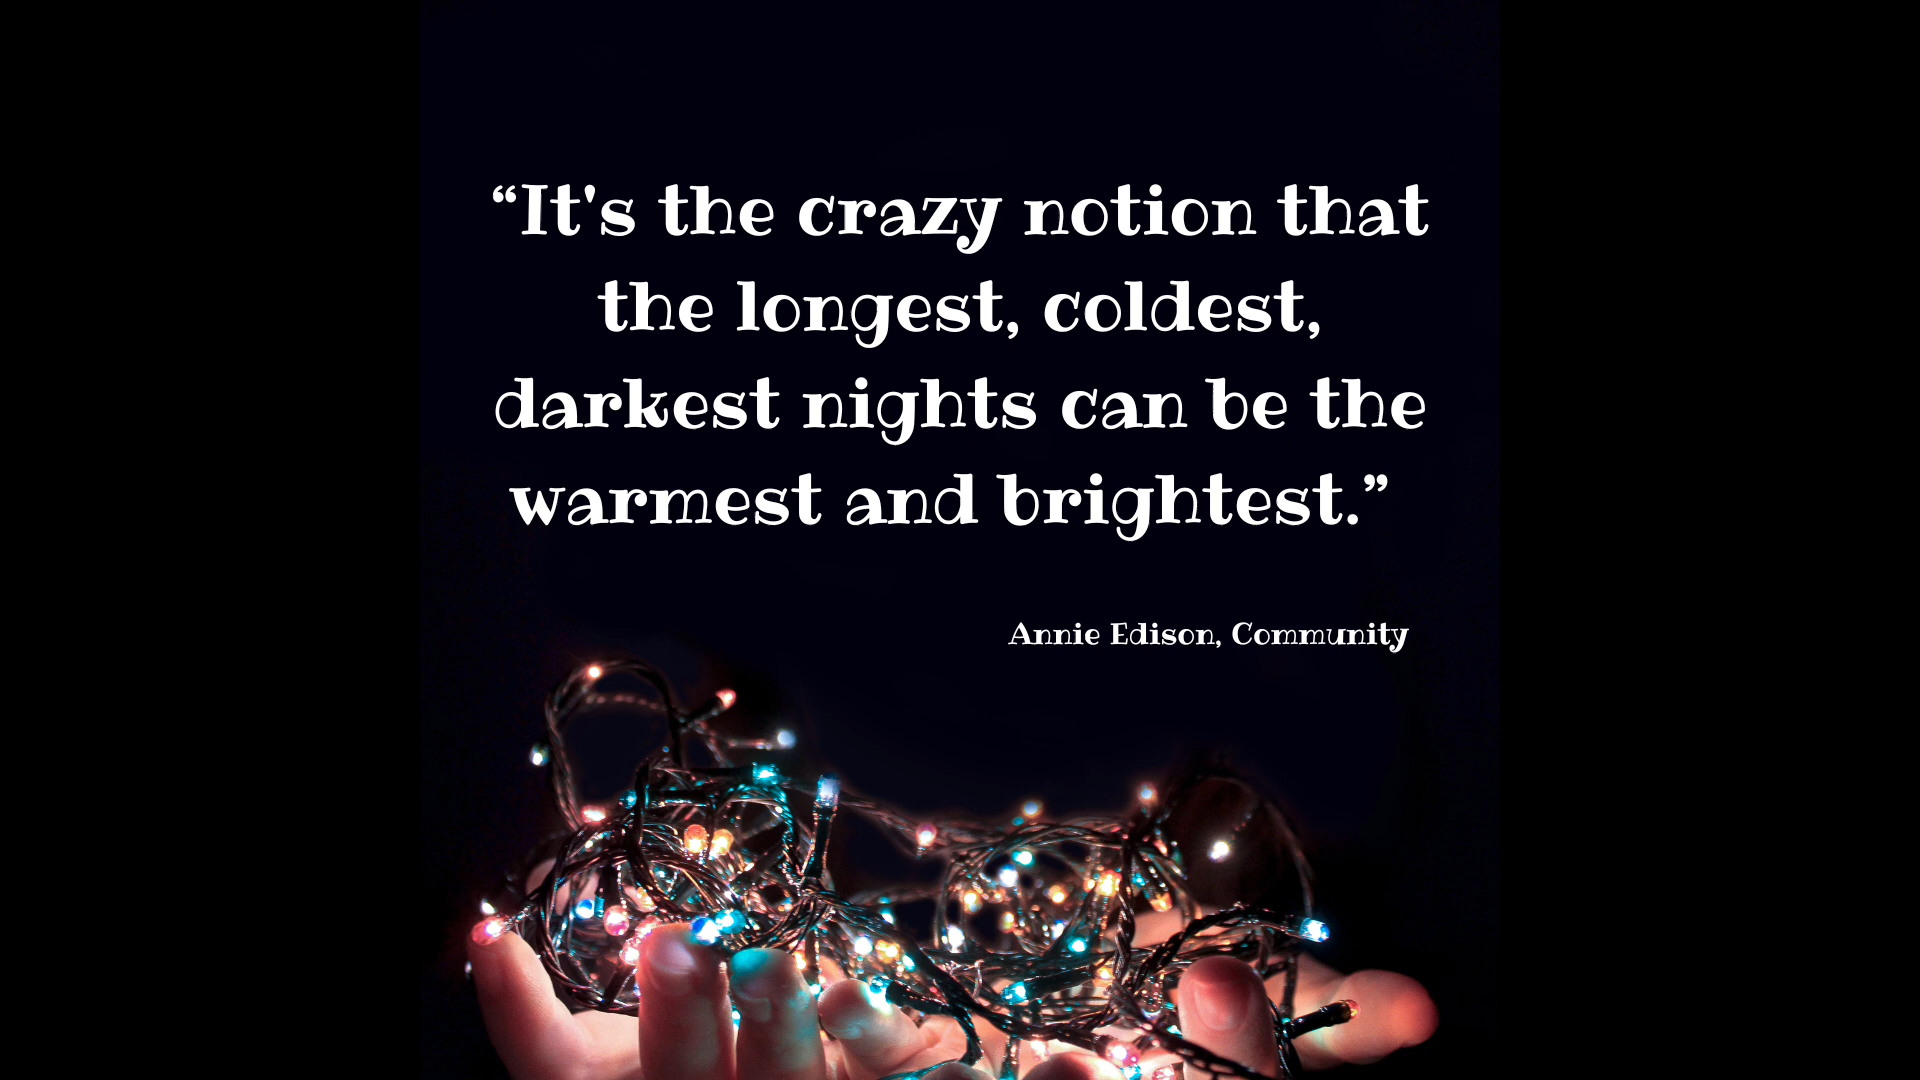 “It's the crazy notion that
the longest, coldest,
darkest nights can be the
warmest and brightest.”
Annie Edison, Community